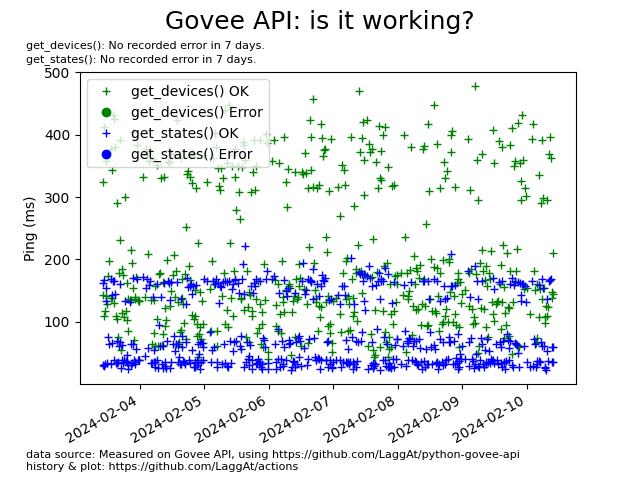 Govee API: is it working?
get_devices(): No recorded error in 7 days.
get_states(): No recorded error in 7 days.
get_devices() OK
get_devices() Error
get_states() OK
get_states() Error
Ping (ms)
500
400
300
200
100
2024-02-04
2024-02-05
2024-02-06
2024-02-07
2024-02-08
2024-02-09
2024-02-10
data source: Measured on Govee API, using https://github.com/LaggAt/python-govee-api
history & plot: https://github.com/LaggAt/actions